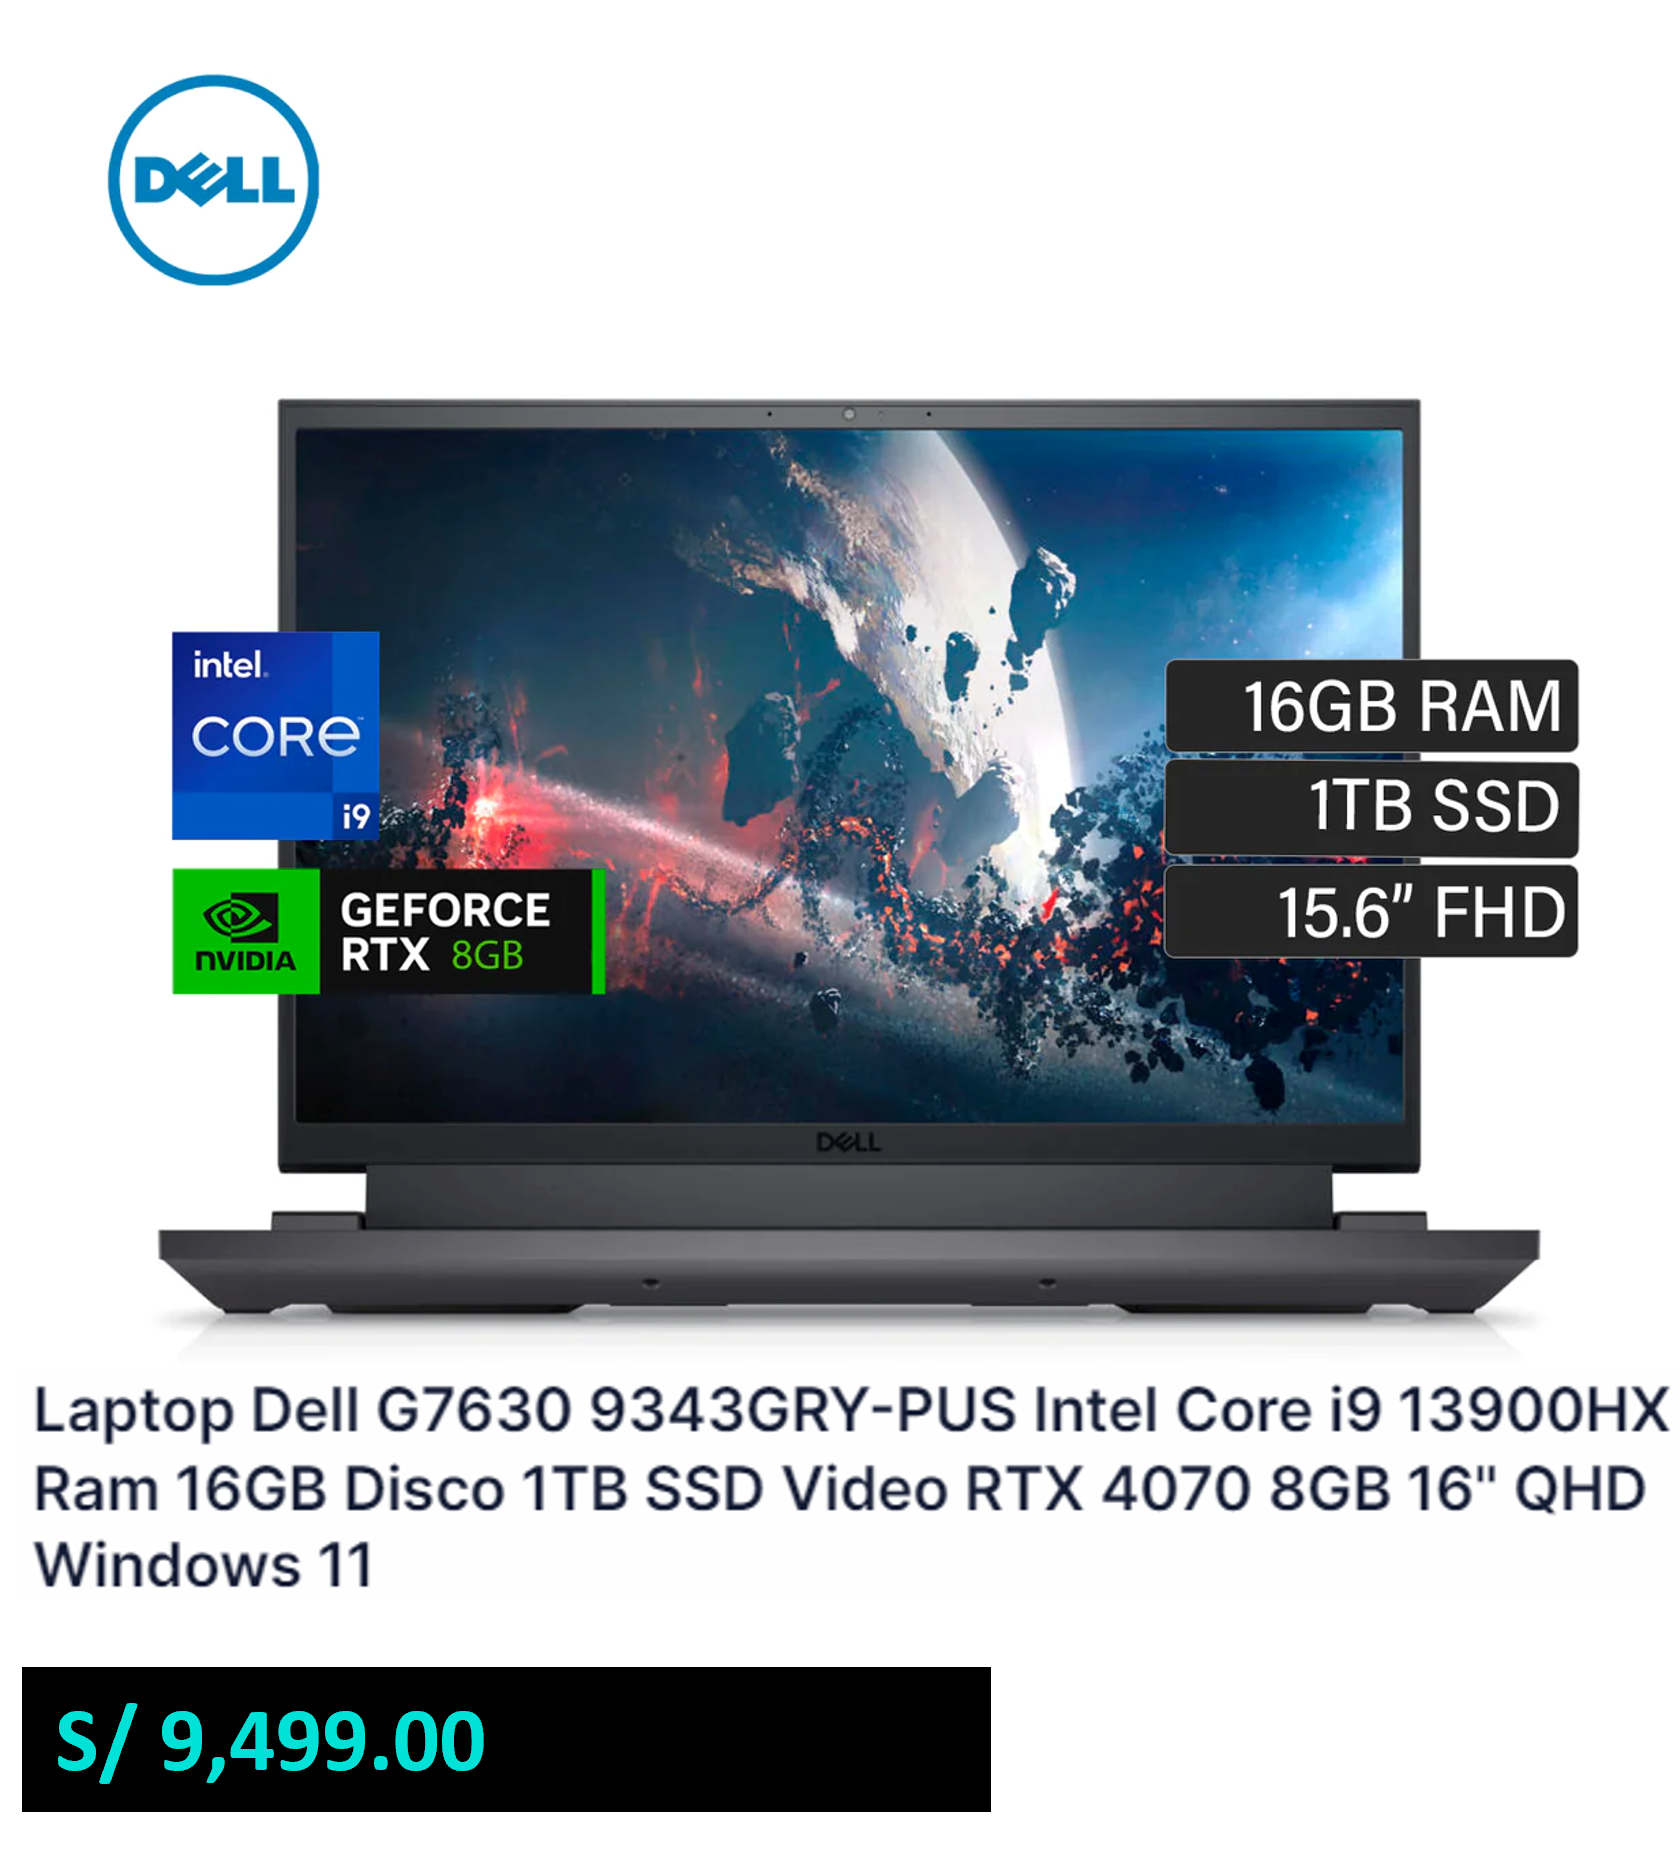 DELL
intel.
CORE™
i9
NVIDIA
GEFORCE
RTX 8GB
16GB RAM
1TB SSD
15.6” FHD
DELL
Laptop Dell G7630 9343GRY-PUS Intel Core i9 13900HX
Ram 16GB Disco 1TB SSD Video RTX 4070 8GB 16" QHD
Windows 11
S/ 9,499.00